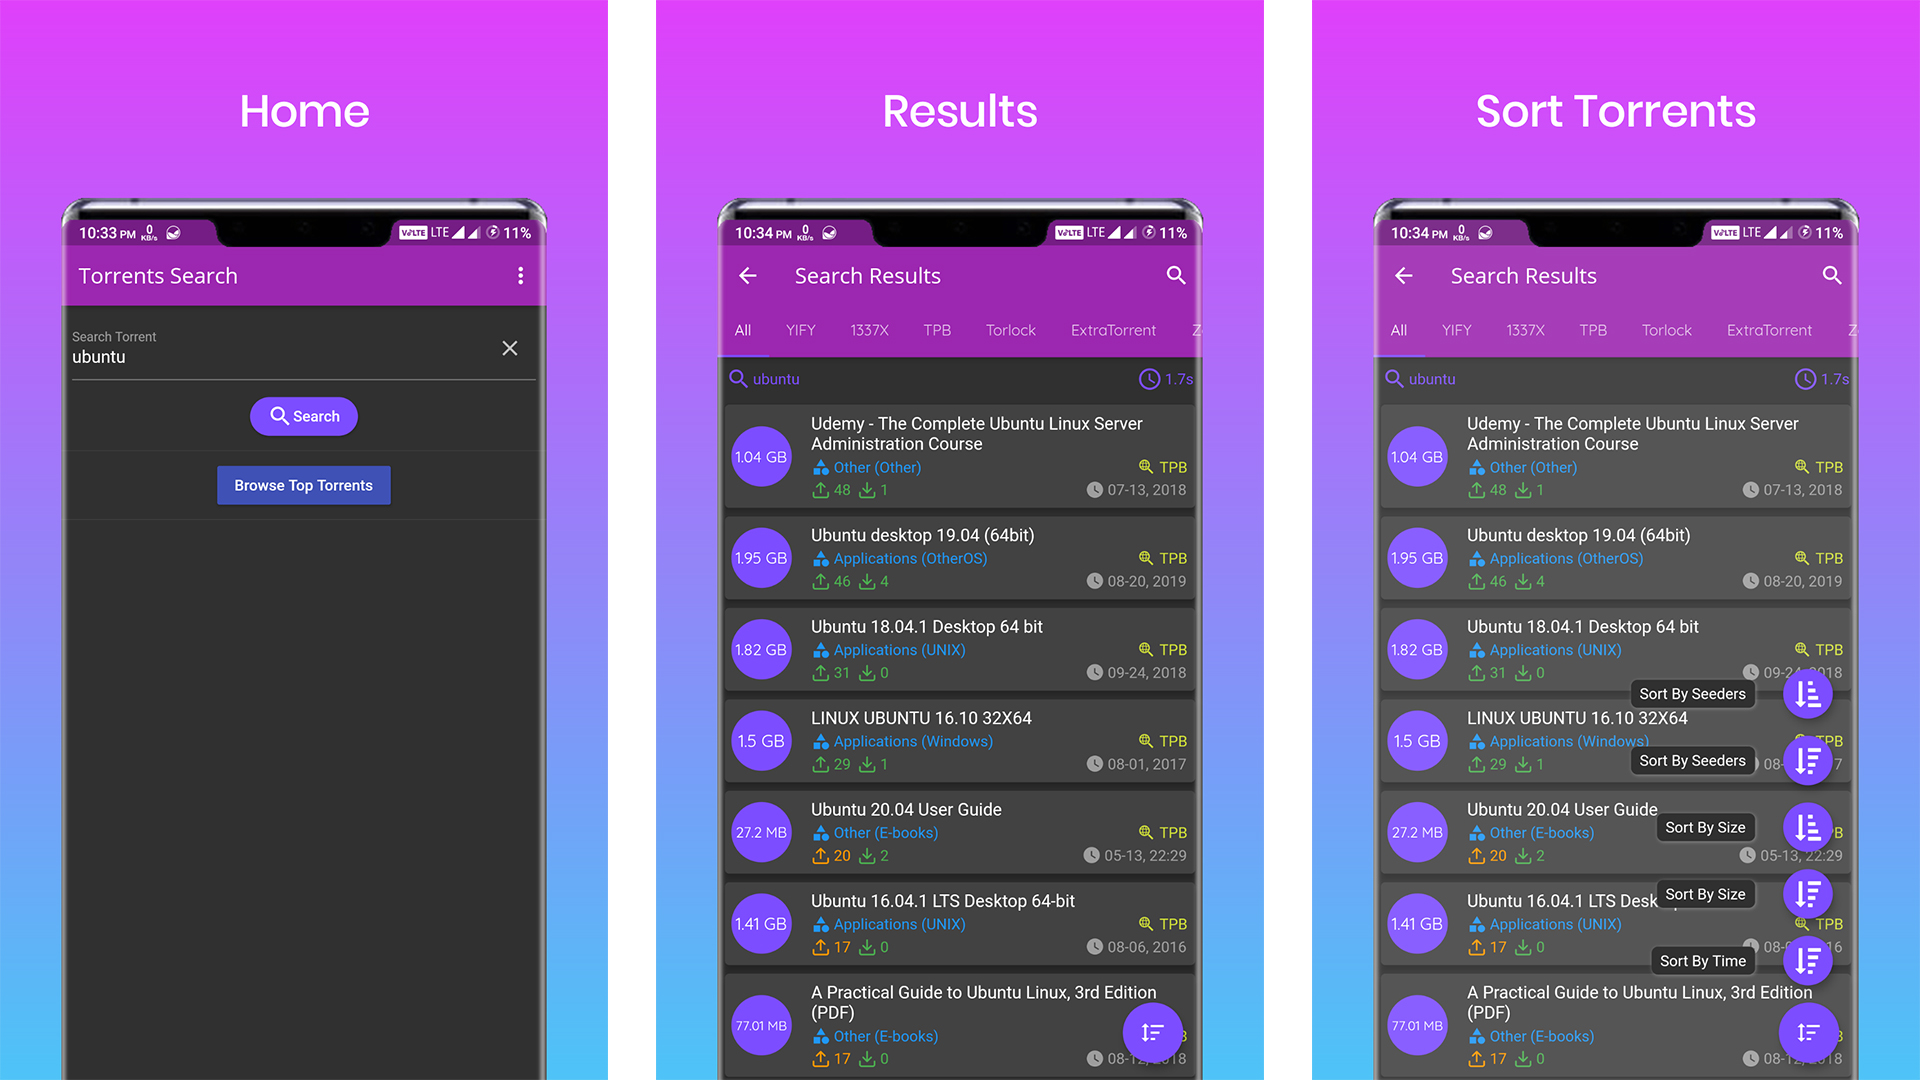 Home
10:33 PM 0 KB/s VoLTE LTE 11%
Torrents Search
Search Torrent
ubuntu
Search
Browse Top Torrents
Results
10:34 PM 0 KB/s VoLTE LTE 11%
Search Results
All YIFY 1337X TPB Torlock ExtraTorrent Z
ubuntu 1.7s
Udemy - The Complete Ubuntu Linux Server
Administration Course
1.04 GB
Other (Other) TPB
48 1 07-13, 2018
Ubuntu desktop 19.04 (64bit)
1.95 GB
Applications (OtherOS) TPB
46 4 08-20, 2019
Ubuntu 18.04.1 Desktop 64 bit
1.82 GB
Applications (UNIX) TPB
31 0 09-24, 2018
LINUX UBUNTU 16.10 32X64
1.5 GB
Applications (Windows) TPB
29 1 08-01, 2017
Ubuntu 20.04 User Guide
27.2 MB
Other (E-books) TPB
20 2 05-13, 22:29
Ubuntu 16.04.1 LTS Desktop 64-bit
1.41 GB
Applications (UNIX) TPB
17 0 08-06, 2016
A Practical Guide to Ubuntu Linux, 3rd Edition
(PDF)
77.01 MB
Other (E-books) B
17 0 08-12, 2018
Sort Torrents
10:34 PM 0 KB/s VoLTE LTE 11%
Search Results
All YIFY 1337X TPB Torlock ExtraTorrent Z
ubuntu 1.7s
Udemy - The Complete Ubuntu Linux Server
Administration Course
1.04 GB
Other (Other) TPB
48 1 07-13, 2018
Ubuntu desktop 19.04 (64bit)
1.95 GB
Applications (OtherOS) TPB
46 4 08-20, 2019
Ubuntu 18.04.1 Desktop 64 bit
1.82 GB
Applications (UNIX) TPB
31 0 09-24, 2018
Sort By Seeders
LINUX UBUNTU 16.10 32X64
1.5 GB
Applications (Windows) TPB
29 1 Sort By Seeders 08- 7
Ubuntu 20.04 User Guide
27.2 MB
Sort By Size
Other (E-books) B
20 2 05-13, 22:29
Ubuntu 16.04.1 LTS Desk
Sort By Size
1.41 GB
Applications (UNIX) TPB
17 0 08-0 16
Sort By Time
A Practical Guide to Ubuntu Linux, 3rd Edition
(PDF)
77.01 MB
Other (E-books) B
17 0 08-12, 2018